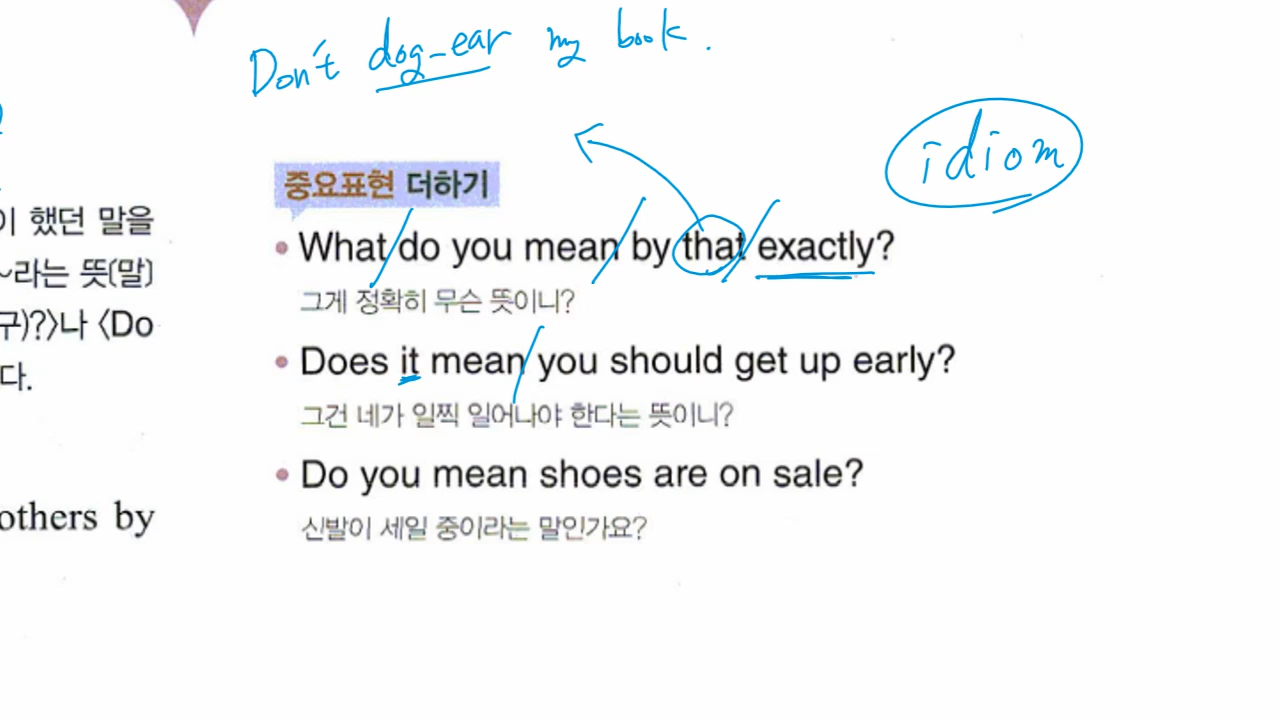 Don't dog-ear my book.
idiom
중요표현 더하기
이 했던 말을
~라는 뜻(말)
구)?>나 <Do
다.
others by
• What do you mean by that exactly?
그게 정확히 무슨 뜻이니?
• Does it mean you should get up early?
그건 네가 일찍 일어나야 한다는 뜻이니?
• Do you mean shoes are on sale?
신발이 세일 중이라는 말인가요?